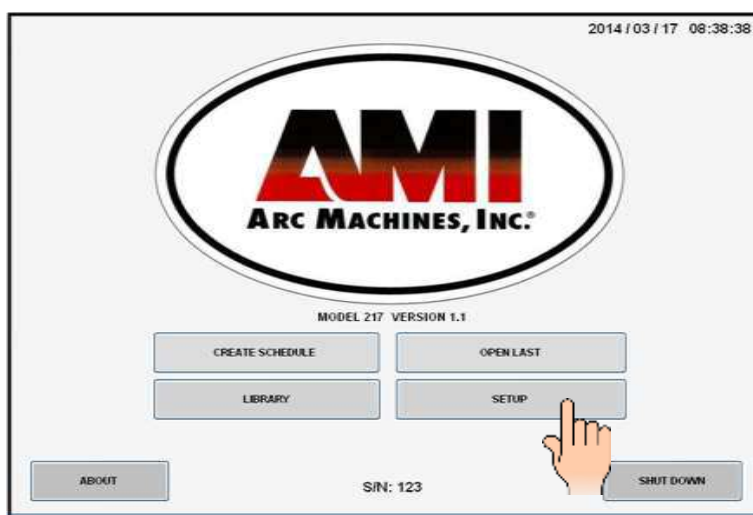 2014 / 03 / 17 08:38:38
AMI
ARC MACHINES, INC.®
MODEL 217 VERSION 1.1
CREATE SCHEDULE OPEN LAST
LIBRARY SETUP
ABOUT S/N: 123 SHUT DOWN